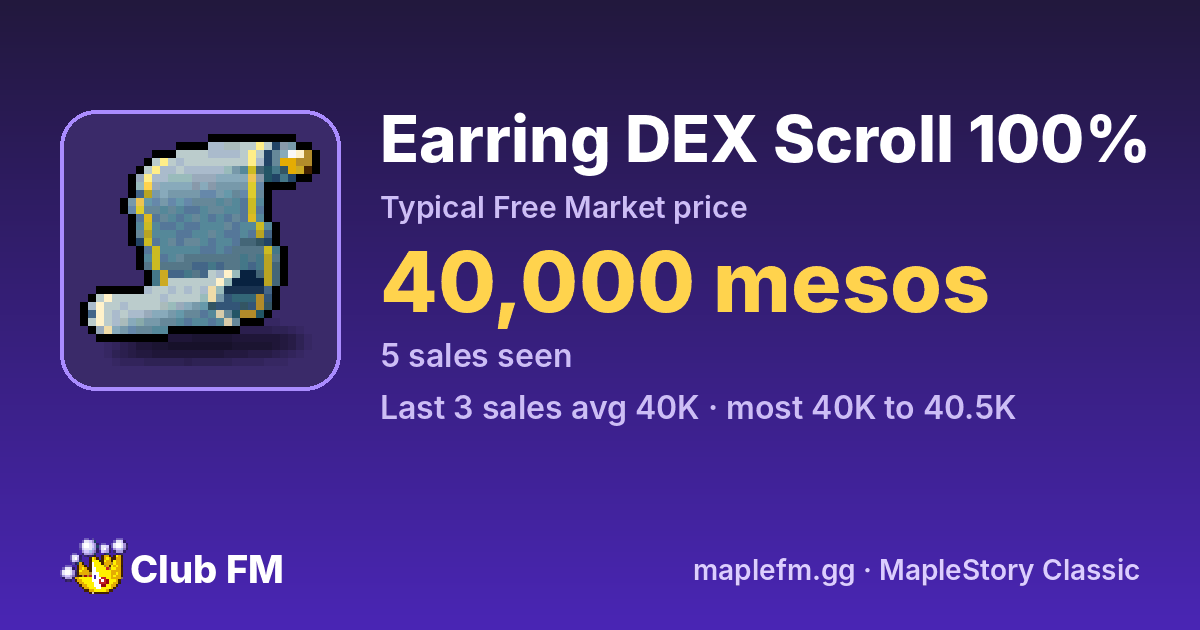 Earring DEX Scroll 100%
Typical Free Market price
40,000 mesos
5 sales seen
Last 3 sales avg 40K · most 40K to 40.5K
Club FM
maplefm.gg · MapleStory Classic